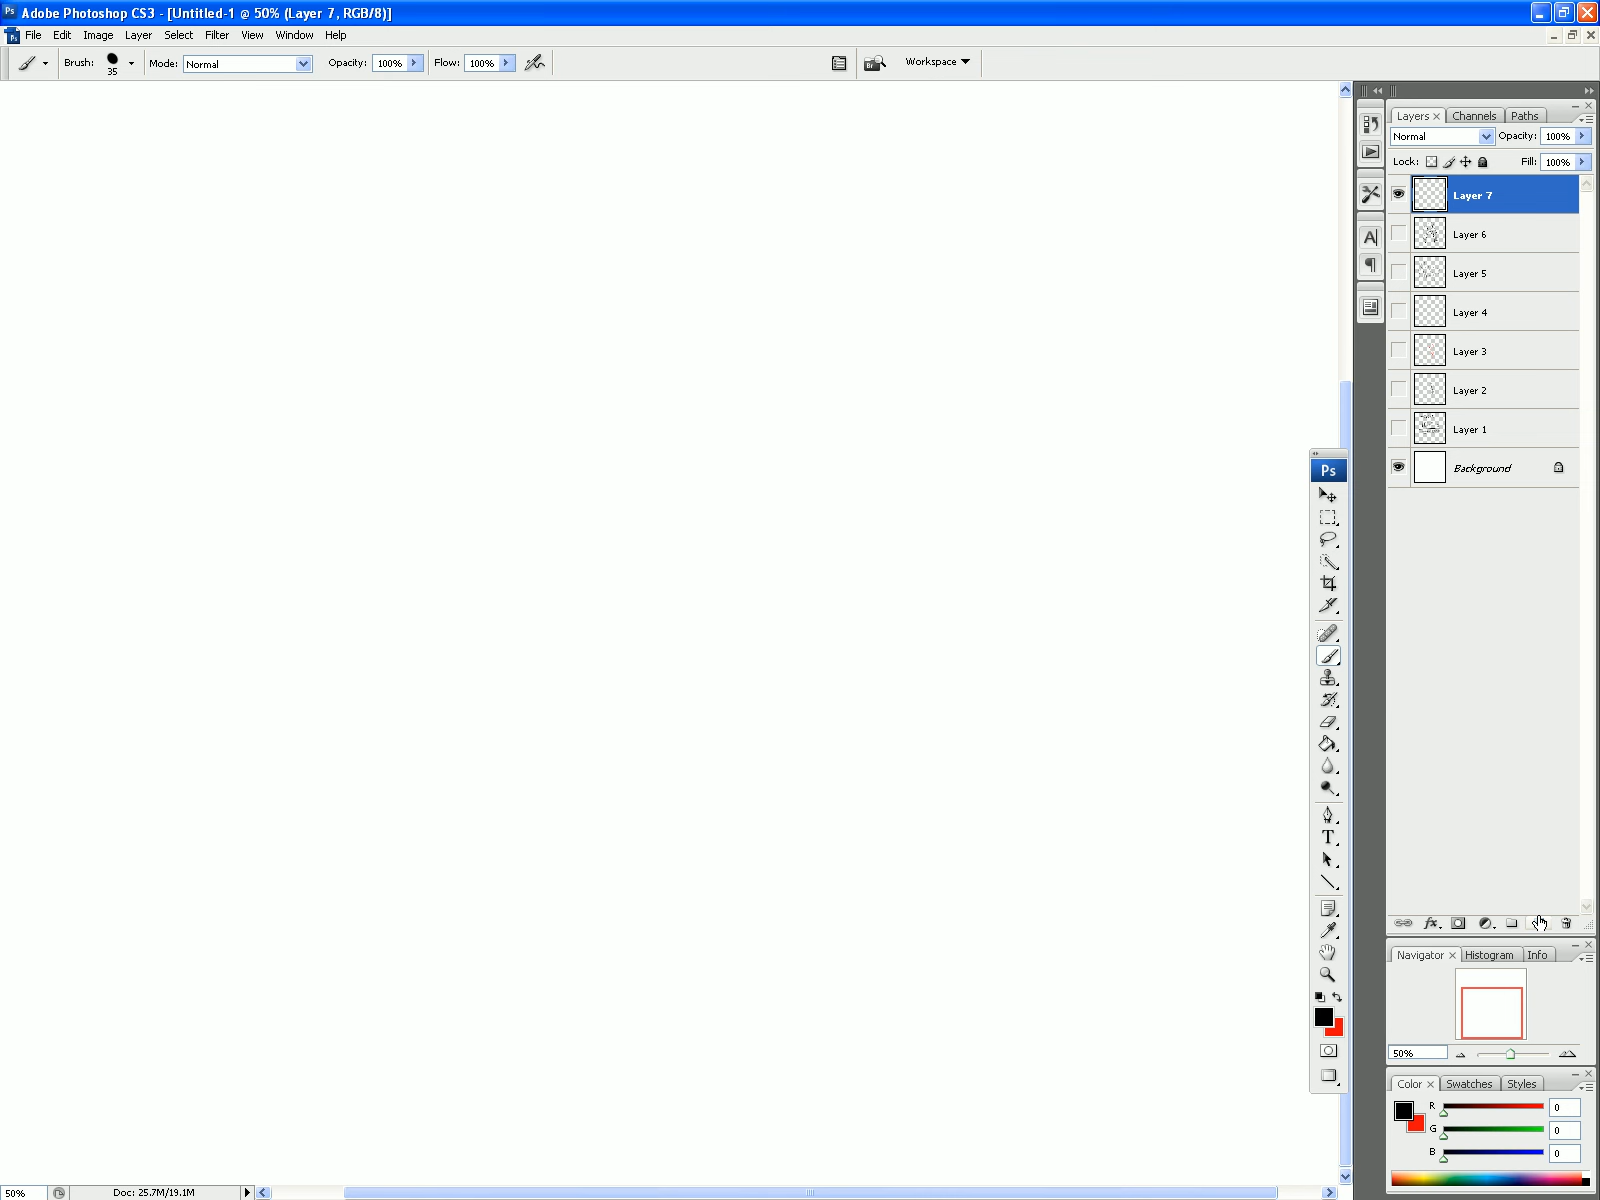 Ps Adobe Photoshop CS3 - [Untitled-1 @ 50% (Layer 7, RGB/8)]
File Edit Image Layer Select Filter View Window Help
Brush: 35 Mode: Normal Opacity: 100% Flow: 100% Workspace
Layers Channels Paths
Normal Opacity: 100%
Lock: Fill: 100%
Layer 7
Layer 6
Layer 5
Layer 4
Layer 3
Layer 2
Layer 1
Background
Ps
T
fx
Navigator Histogram Info
50%
Color Swatches Styles
R 0
G 0
B 0
50% Doc: 25.7M/19.1M